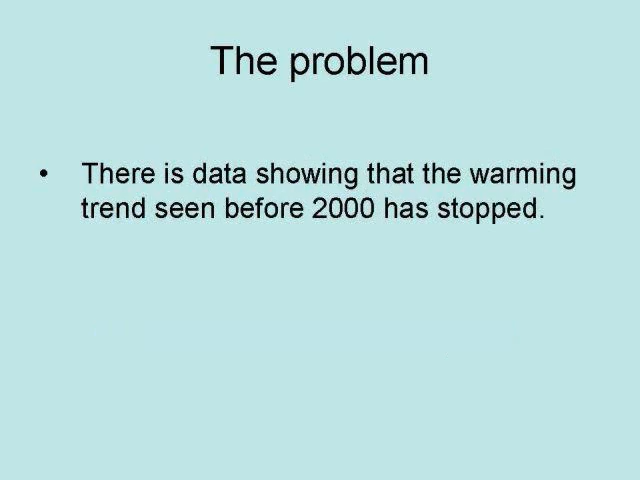 The problem
• There is data showing that the warming
trend seen before 2000 has stopped.